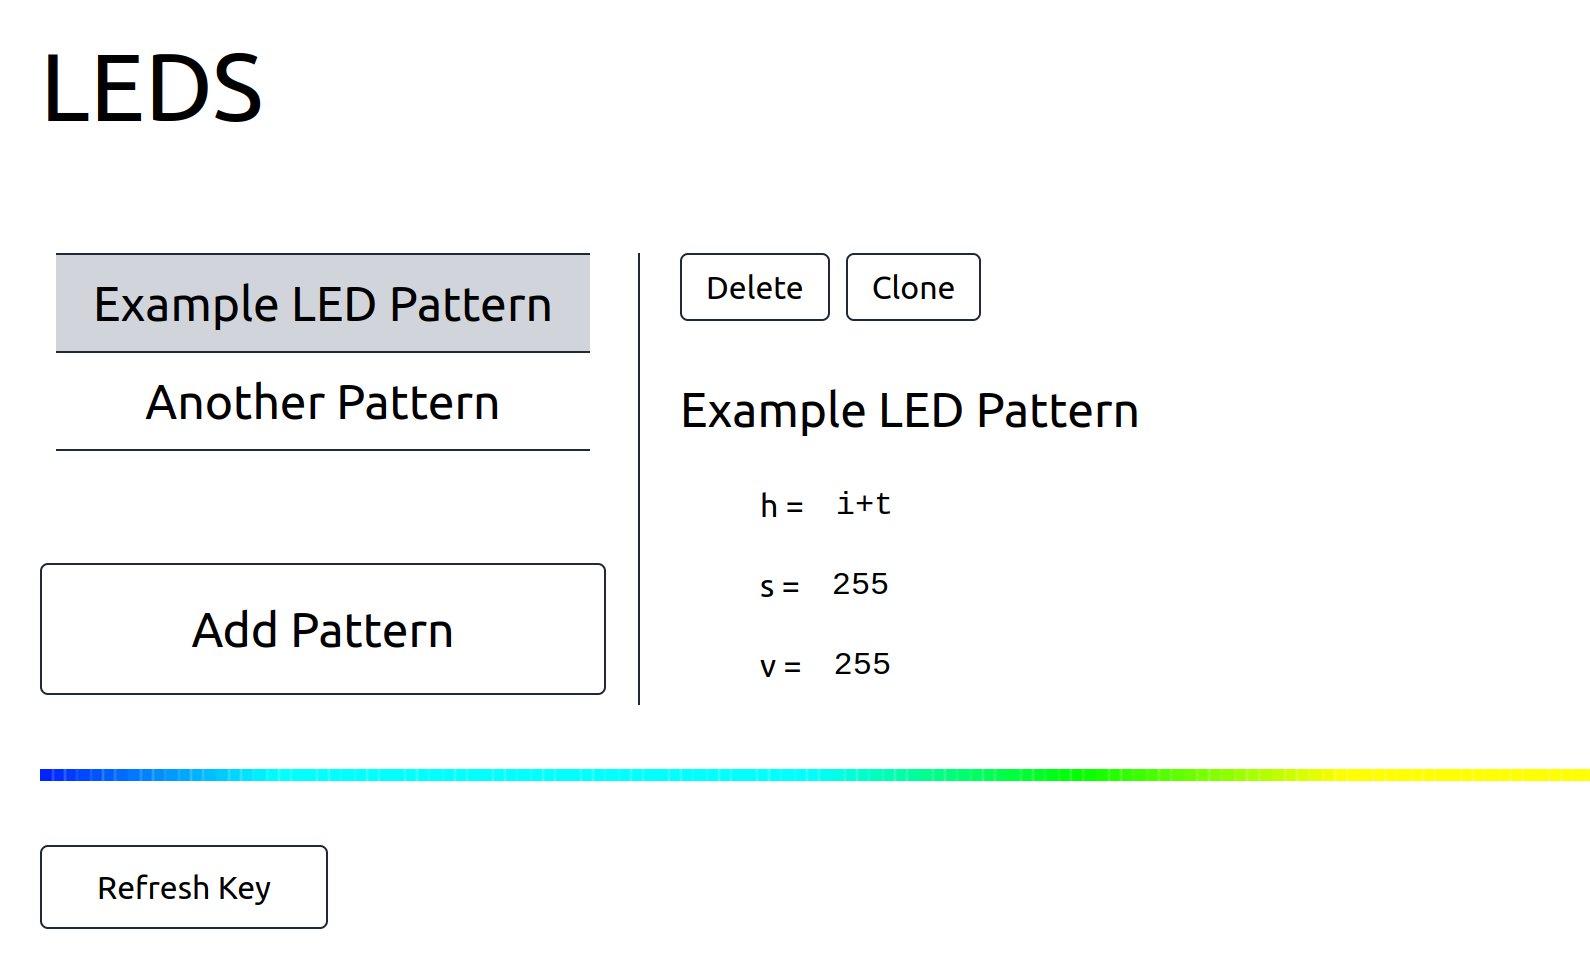 LEDS
Example LED Pattern
Another Pattern
Add Pattern
Delete Clone
Example LED Pattern
h = i+t
s = 255
v = 255
Refresh Key